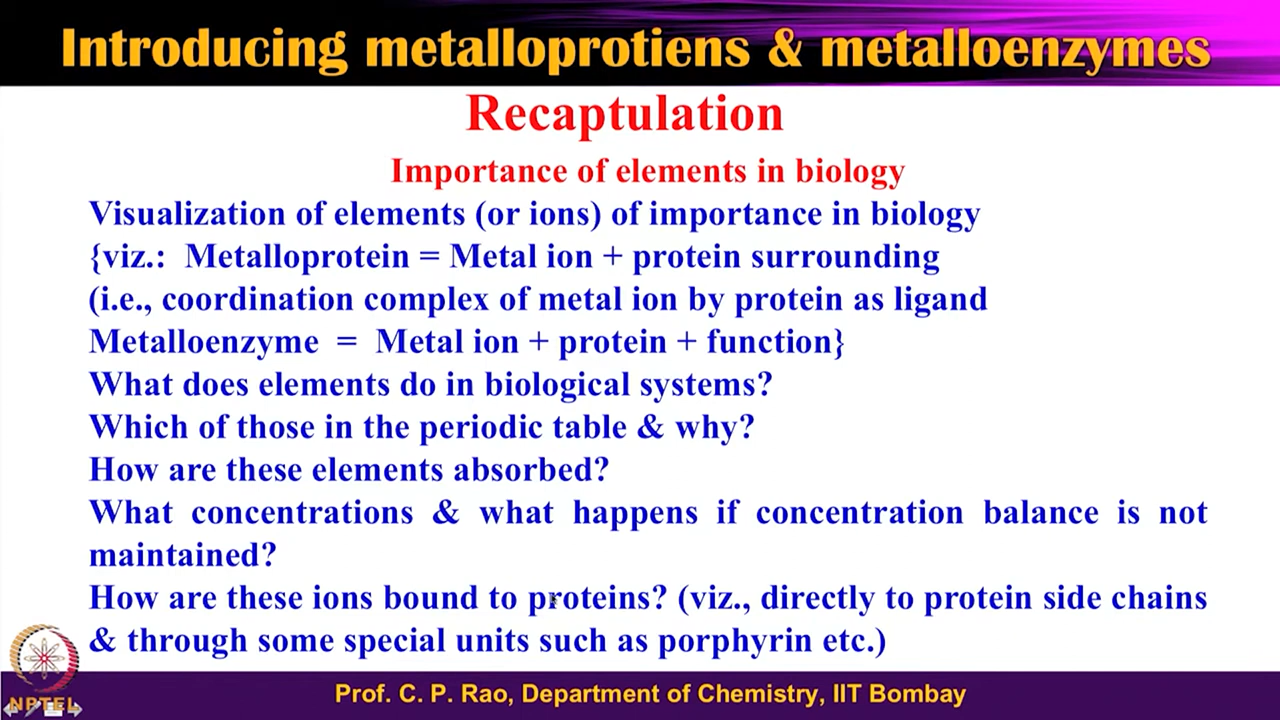 Introducing metalloprotiens & metalloenzymes
Recaptulation
Importance of elements in biology
Visualization of elements (or ions) of importance in biology
{viz.: Metalloprotein = Metal ion + protein surrounding
(i.e., coordination complex of metal ion by protein as ligand
Metalloenzyme = Metal ion + protein + function}
What does elements do in biological systems?
Which of those in the periodic table & why?
How are these elements absorbed?
What concentrations & what happens if concentration balance is not
maintained?
How are these ions bound to proteins? (viz., directly to protein side chains
& through some special units such as porphyrin etc.)
NPTEL
Prof. C. P. Rao, Department of Chemistry, IIT Bombay